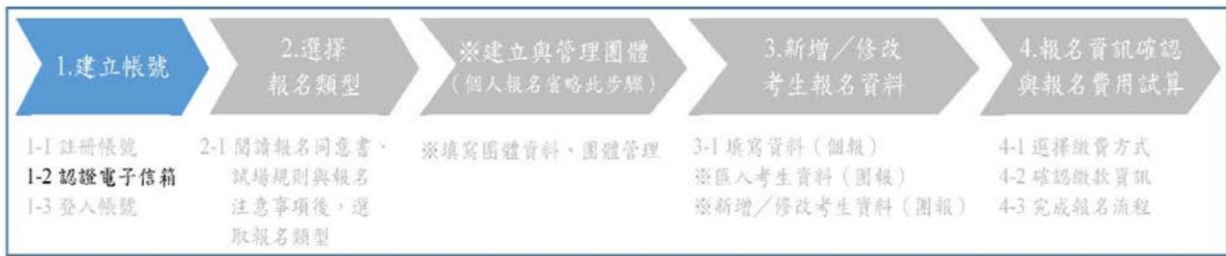 1.建立帳號
2.選擇
報名類型
※建立與管理團體
(個人報名省略此步驟)
3.新增／修改
考生報名資料
4.報名資訊確認
與報名費用試算
1-1 註冊帳號
1-2 認證電子信箱
1-3 登入帳號
2-1 閱讀報名同意書、
試場規則與報名
注意事項後，選
取報名類型
※填寫團體資料、團體管理
3-1 填寫資料（個報）
※匯入考生資料（團報）
※新增／修改考生資料（團報）
4-1 選擇繳費方式
4-2 確認繳款資訊
4-3 完成報名流程